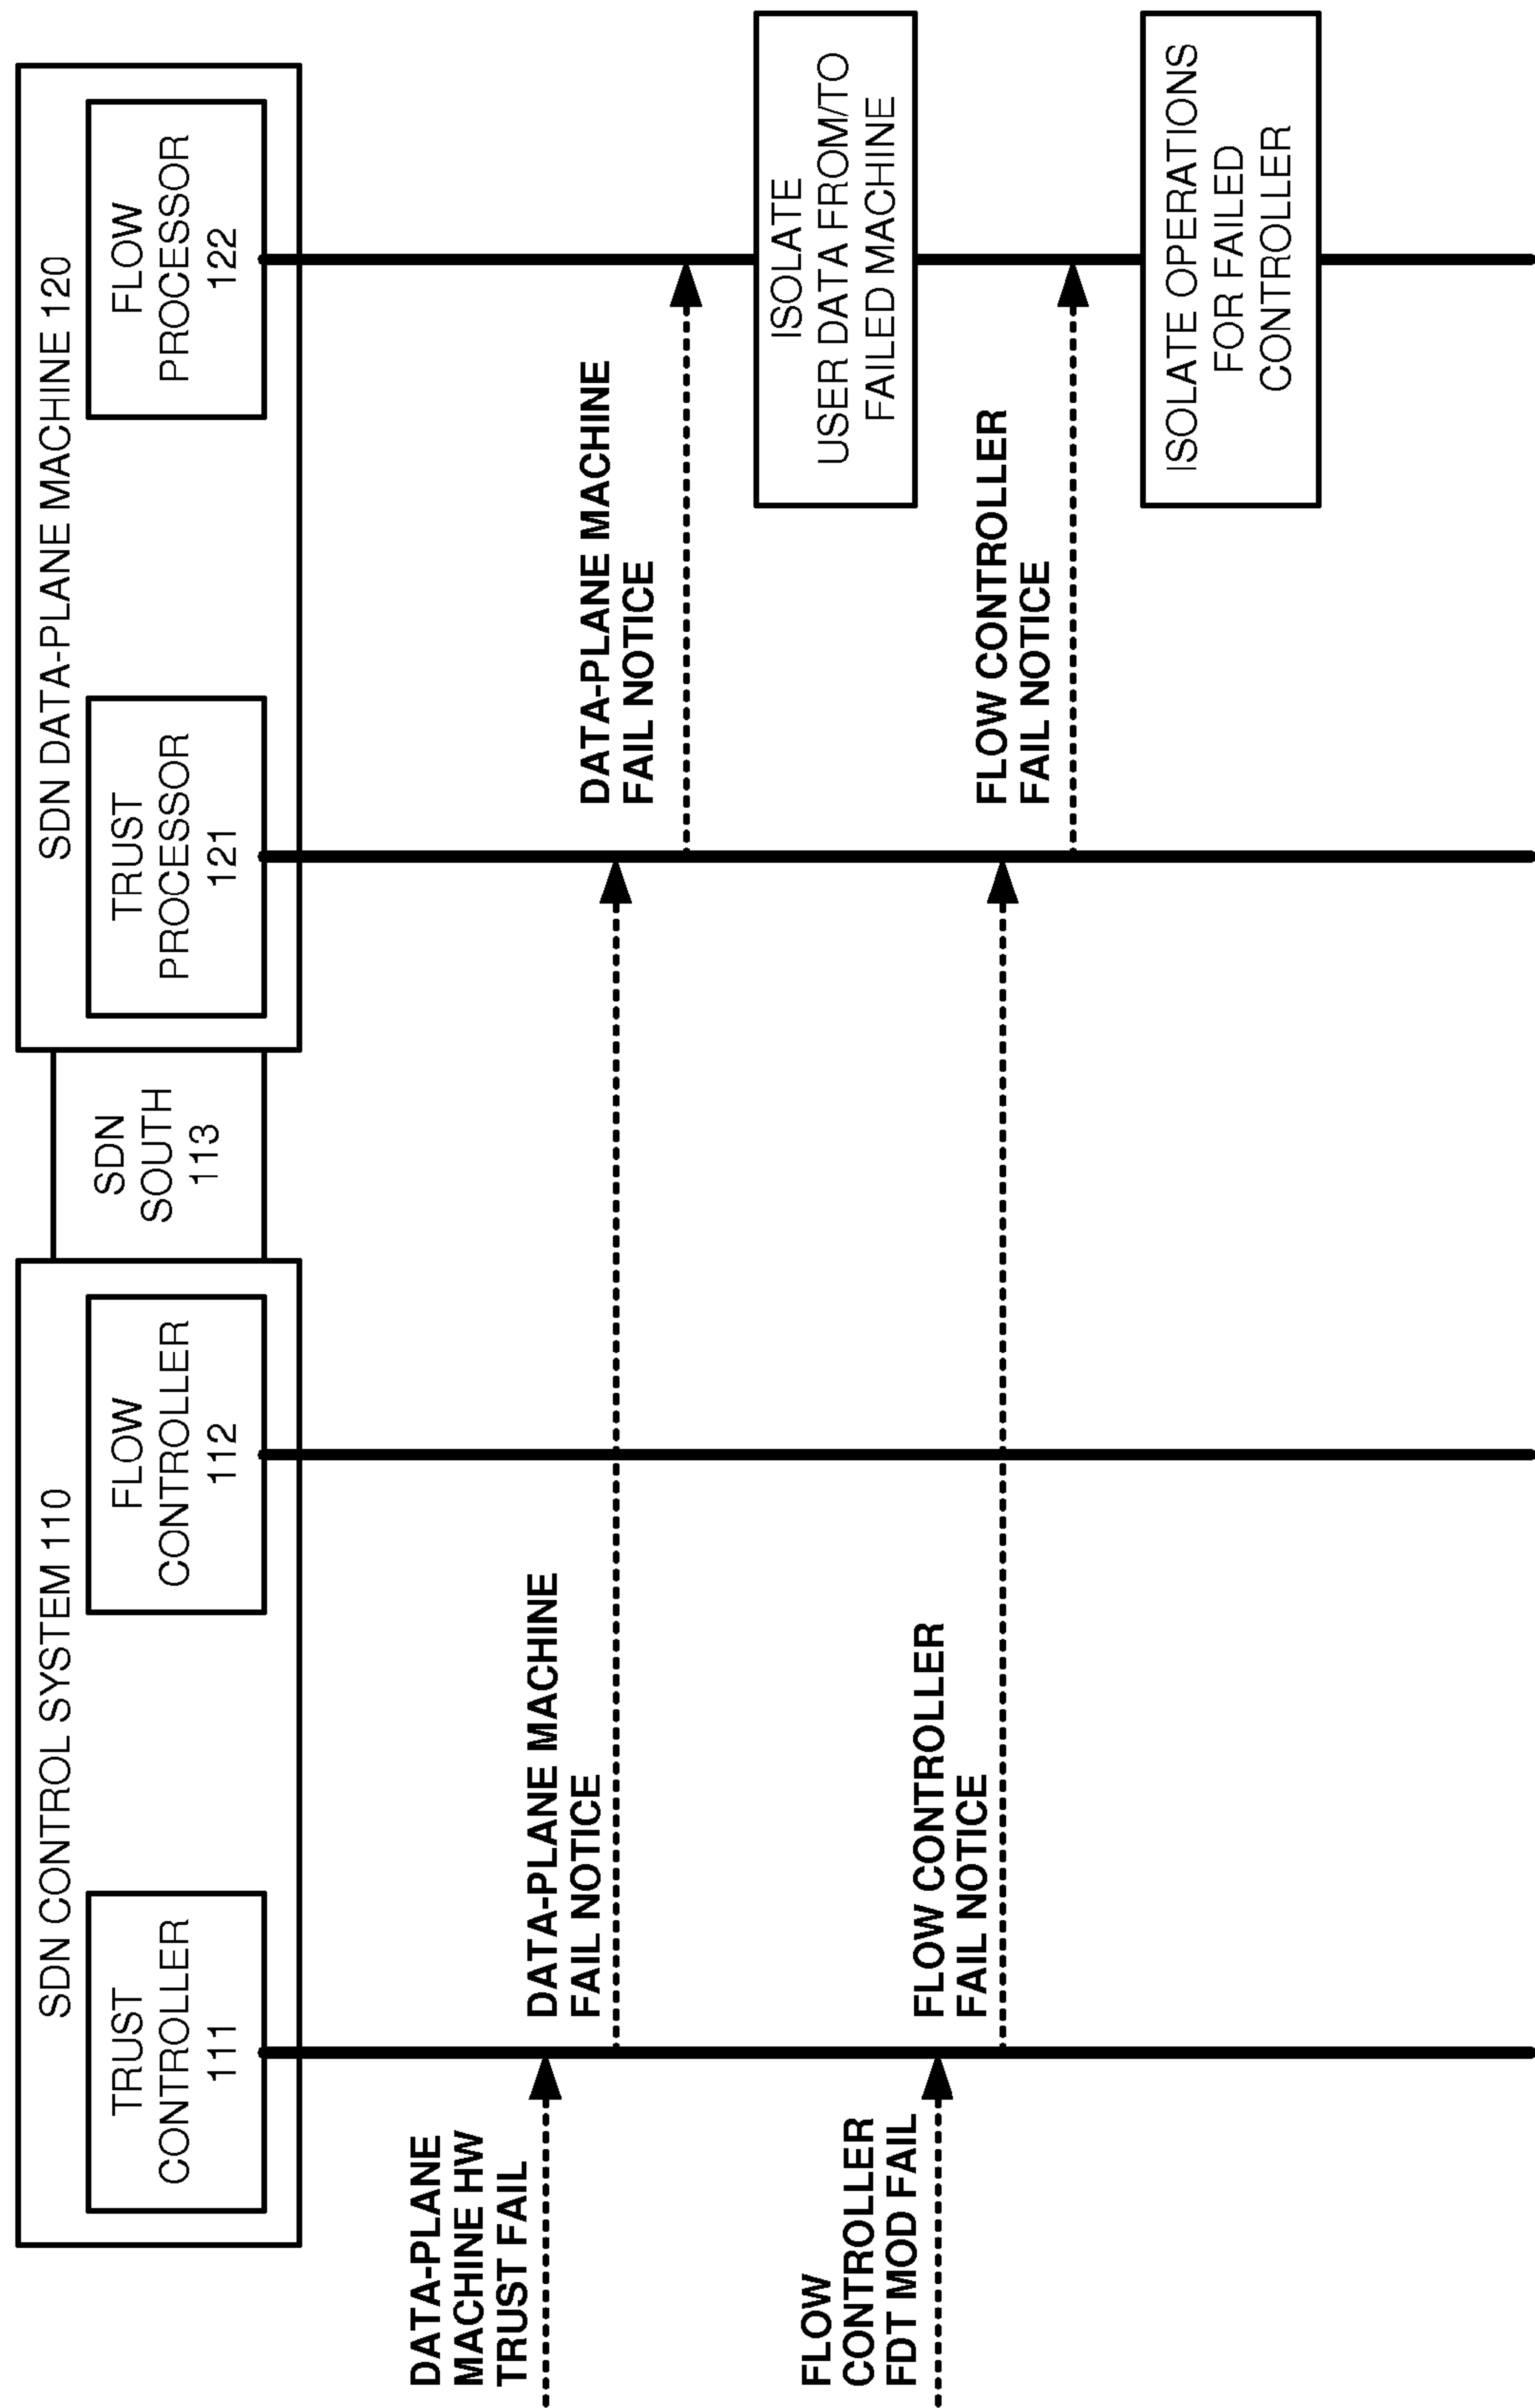 SDN CONTROL SYSTEM 110
TRUST
CONTROLLER
111
FLOW
CONTROLLER
112
SDN
SOUTH
113
SDN DATA-PLANE MACHINE 120
TRUST
PROCESSOR
121
FLOW
PROCESSOR
122
DATA-PLANE
MACHINE HW
TRUST FAIL
DATA-PLANE MACHINE
FAIL NOTICE
DATA-PLANE MACHINE
FAIL NOTICE
ISOLATE
USER DATA FROM/TO
FAILED MACHINE
FLOW
CONTROLLER
FDT MOD FAIL
FLOW CONTROLLER
FAIL NOTICE
FLOW CONTROLLER
FAIL NOTICE
ISOLATE OPERATIONS
FOR FAILED
CONTROLLER